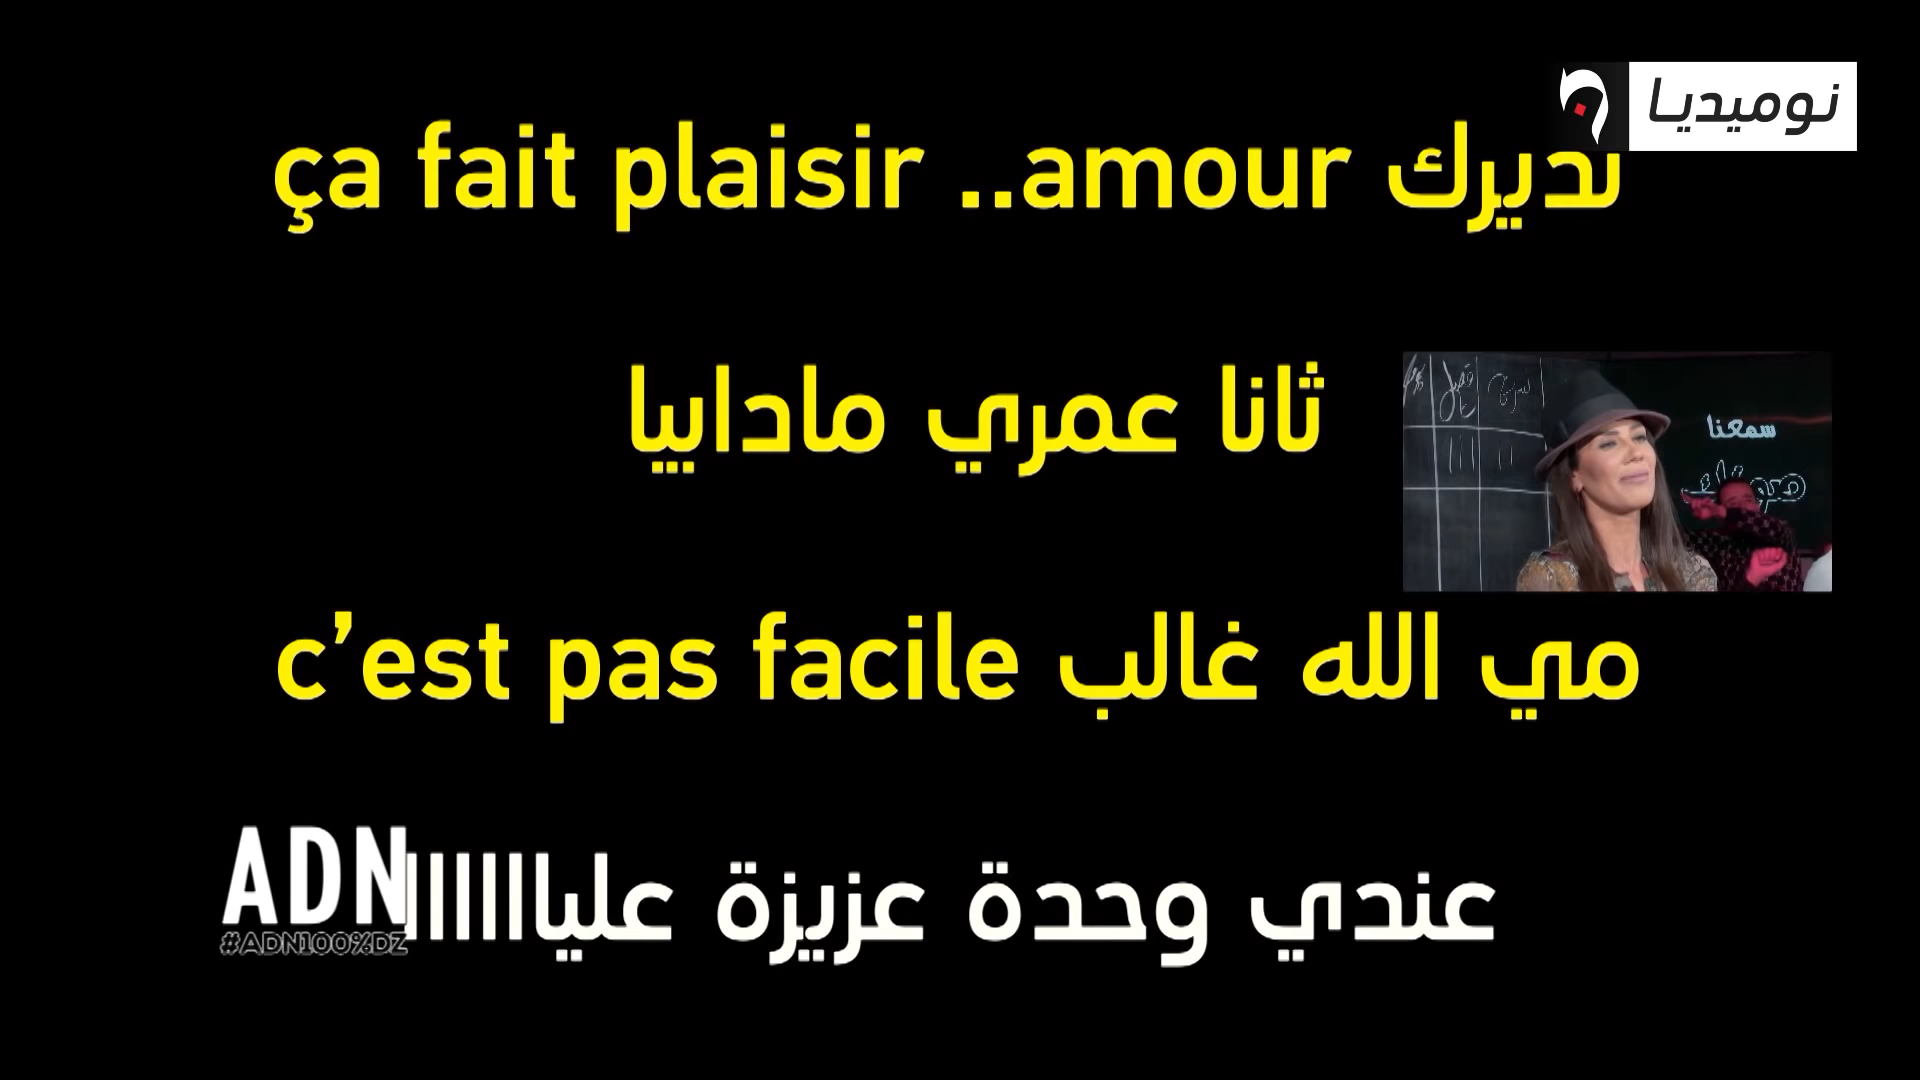 نوميديا
نديرك amour.. ça fait plaisir
ثانا عمري مادابيا
سمعنا
مي الله غالب c’est pas facile
عندي وحدة عزيزة علياااااا
ADN
#ADN100%DZ